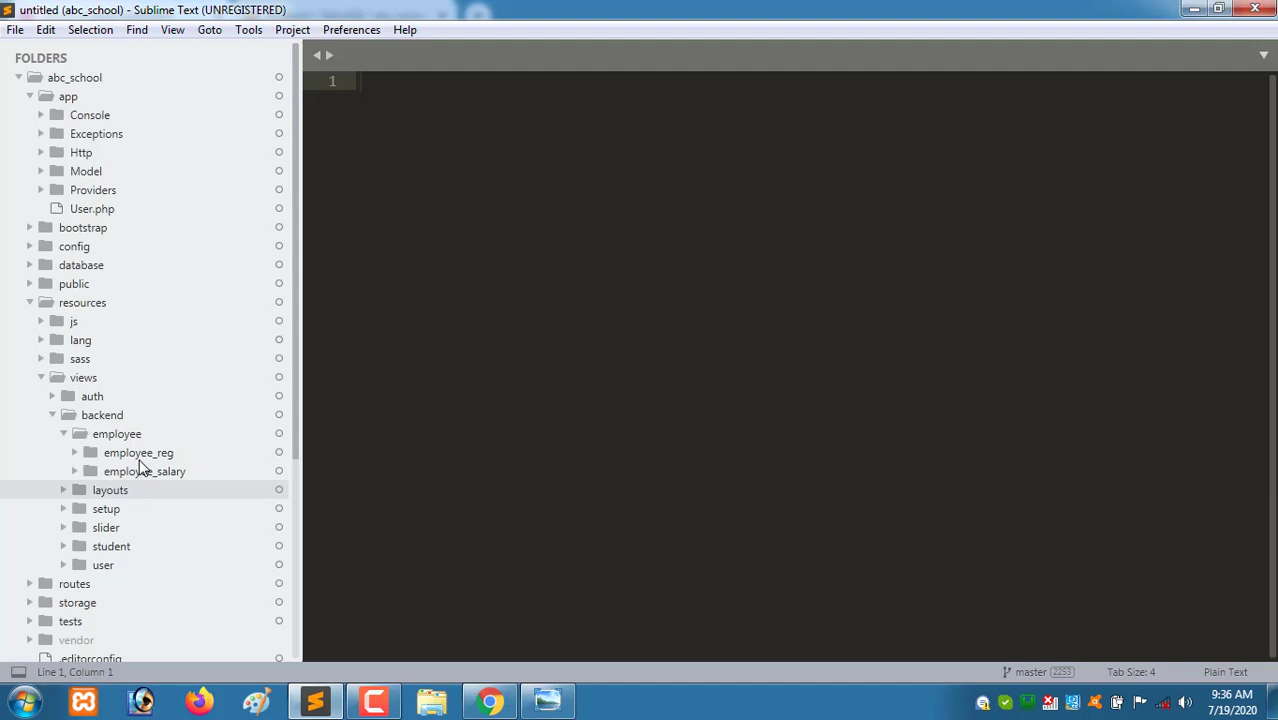 untitled (abc_school) - Sublime Text (UNREGISTERED)
File Edit Selection Find View Goto Tools Project Preferences Help
FOLDERS
abc_school
app
Console
Exceptions
Http
Model
Providers
User.php
bootstrap
config
database
public
resources
js
lang
sass
views
auth
backend
employee
employee_reg
employee_salary
layouts
setup
slider
student
user
routes
storage
tests
vendor
.editorconfig
1
Line 1, Column 1
master 2253
Tab Size: 4
Plain Text
9:36 AM
7/19/2020